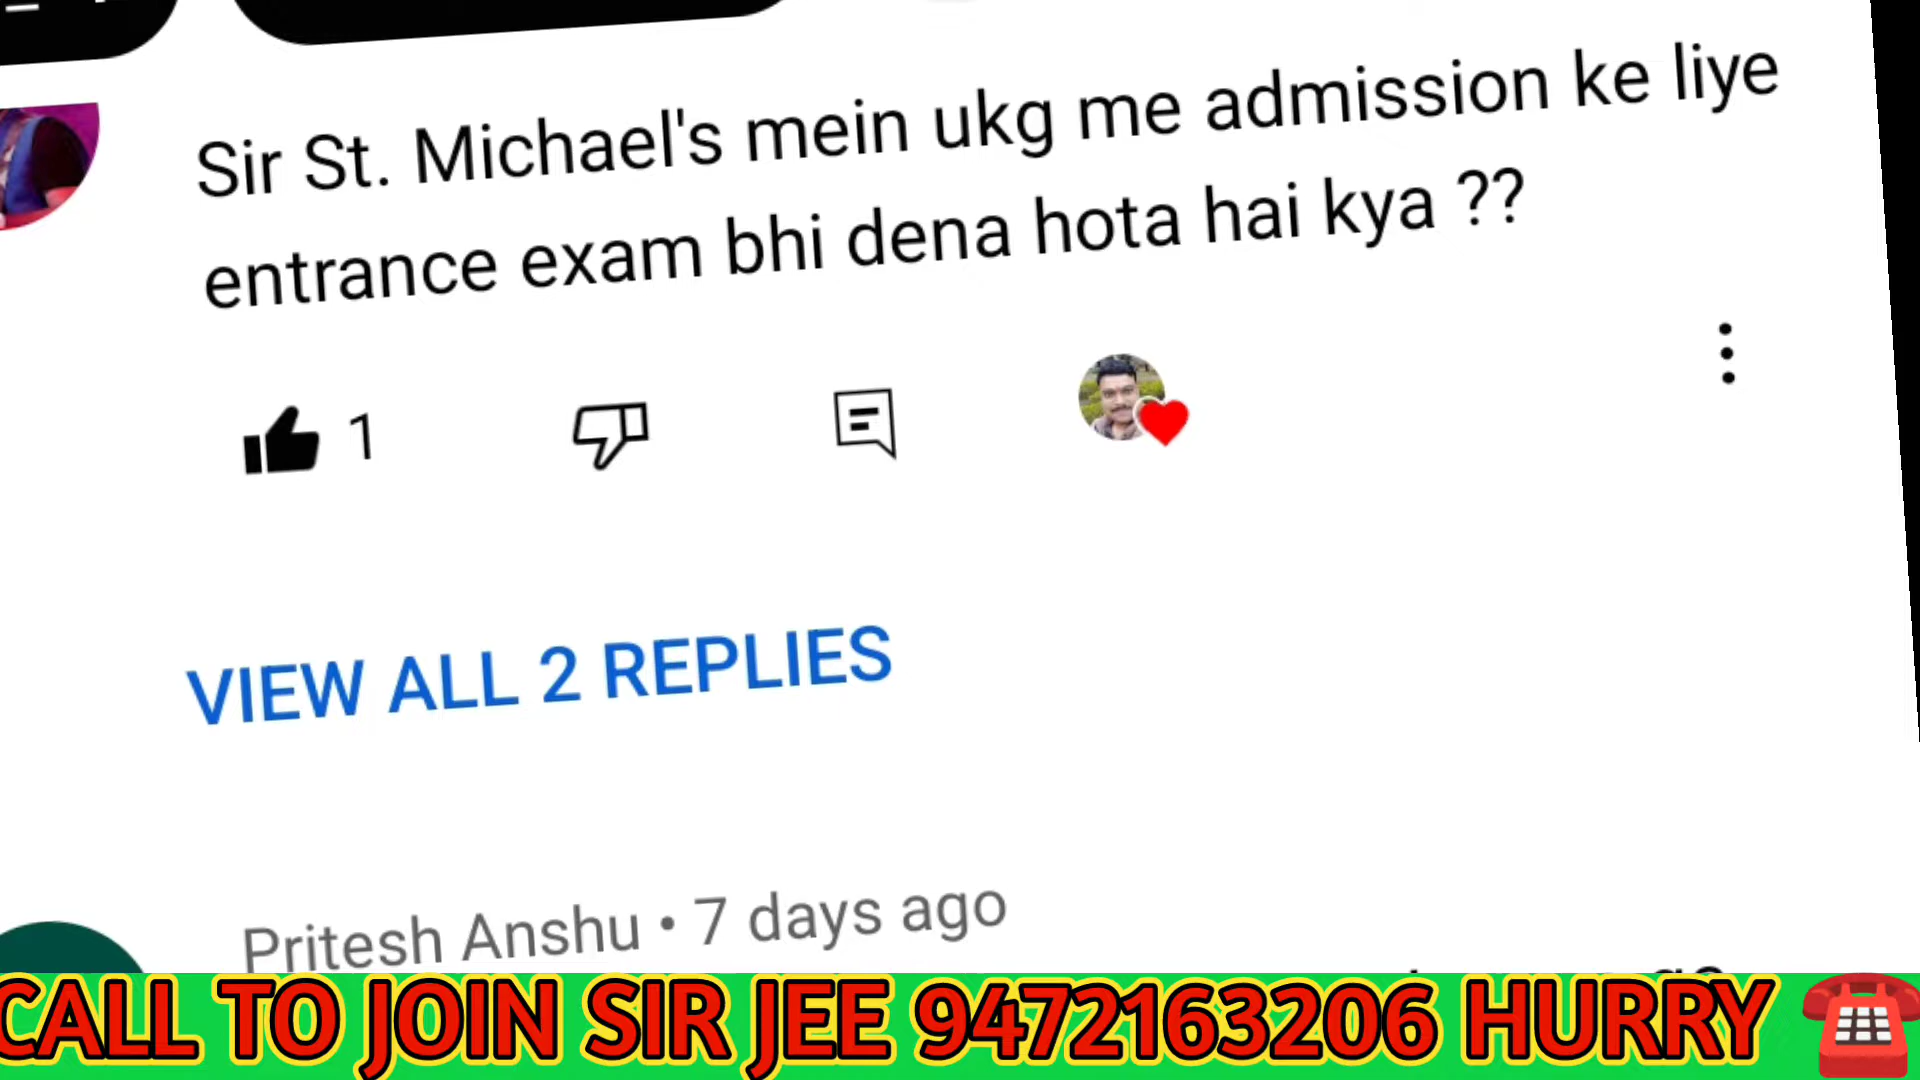 Sir St. Michael's mein ukg me admission ke liye
entrance exam bhi dena hota hai kya ??
1
VIEW ALL 2 REPLIES
Pritesh Anshu • 7 days ago
CALL TO JOIN SIR JEE 9472163206 HURRY